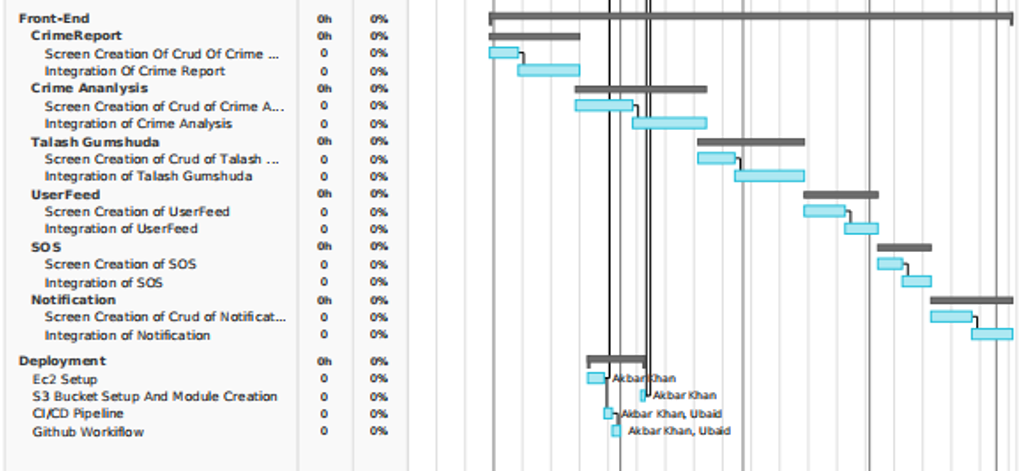 Front-End 0h 0%
CrimeReport 0h 0%
Screen Creation Of Crud Of Crime ... 0 0%
Integration Of Crime Report 0 0%
Crime Ananlysis 0h 0%
Screen Creation of Crud of Crime A... 0 0%
Integration of Crime Analysis 0 0%
Talash Gumshuda 0h 0%
Screen Creation of Crud of Talash ... 0 0%
Integration of Talash Gumshuda 0 0%
UserFeed 0h 0%
Screen Creation of UserFeed 0 0%
Integration of UserFeed 0 0%
SOS 0h 0%
Screen Creation of SOS 0 0%
Integration of SOS 0 0%
Notification 0h 0%
Screen Creation of Crud of Notificat... 0 0%
Integration of Notification 0 0%
Deployment 0h 0%
Ec2 Setup 0 0% Akbar Khan
S3 Bucket Setup And Module Creation 0 0% Akbar Khan
CI/CD Pipeline 0 0% Akbar Khan, Ubaid
Github Workiflow 0 0% Akbar Khan, Ubaid